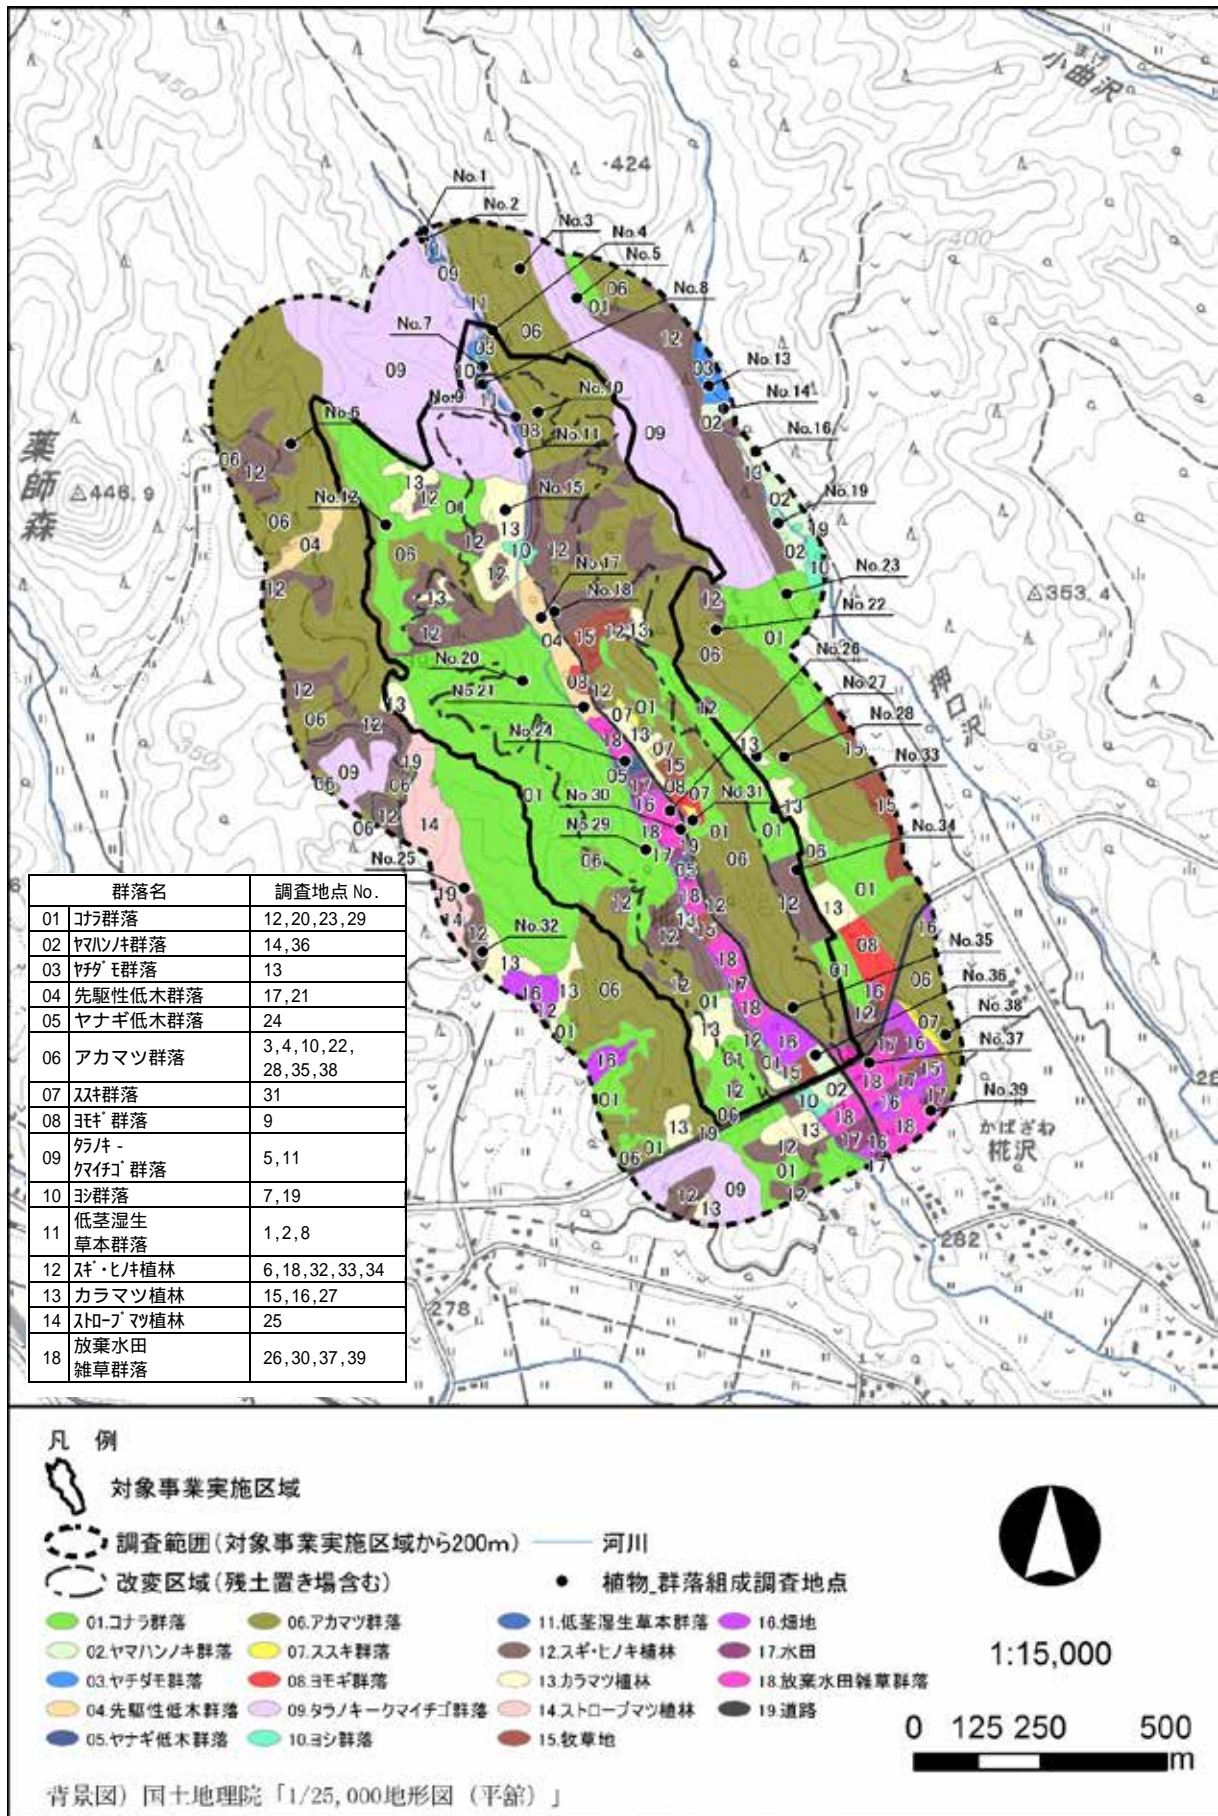 小曲沢
まげ
・424
450
400
No.1
No.2
No.3
No.4
No.5
No.8
No.7
No.13
No.14
No.9
No.10
No.11
No.16
No.6
No.12
No.15
No.19
No.17
No.18
No.23
No.22
No.20
No.21
No.26
No.27
No.24
No.28
No.33
No.30
No.31
No.29
No.34
No.25
No.32
No.35
No.36
No.38
No.37
No.39
薬師森
△446.9
△353.4
押口沢
350
330
かばざわ
椛沢
282
278
群落名 調査地点 No.
01 コナラ群落 12,20,23,29
02 ヤマハンノキ群落 14,36
03 ヤチダモ群落 13
04 先駆性低木群落 17,21
05 ヤナギ低木群落 24
06 アカマツ群落 3,4,10,22,
28,35,38
07 ススキ群落 31
08 ヨモギ群落 9
09 タラノキ-
クマイチゴ群落 5,11
10 ヨシ群落 7,19
11 低茎湿生
草本群落 1,2,8
12 スギ・ヒノキ植林 6,18,32,33,34
13 カラマツ植林 15,16,27
14 ストローブマツ植林 25
18 放棄水田
雑草群落 26,30,37,39
凡 例
対象事業実施区域
調査範囲(対象事業実施区域から200m)
河川
改変区域(残土置き場含む)
植物_群落組成調査地点
01.コナラ群落
06.アカマツ群落
11.低茎湿生草本群落
16.畑地
02.ヤマハンノキ群落
07.ススキ群落
12.スギ・ヒノキ植林
17.水田
03.ヤチダモ群落
08.ヨモギ群落
13.カラマツ植林
18.放棄水田雑草群落
04.先駆性低木群落
09.タラノキークマイチゴ群落
14.ストローブマツ植林
19.道路
05.ヤナギ低木群落
10.ヨシ群落
15.牧草地
1:15,000
0 125 250 500
m
背景図) 国土地理院「1/25,000地形図(平舘)」